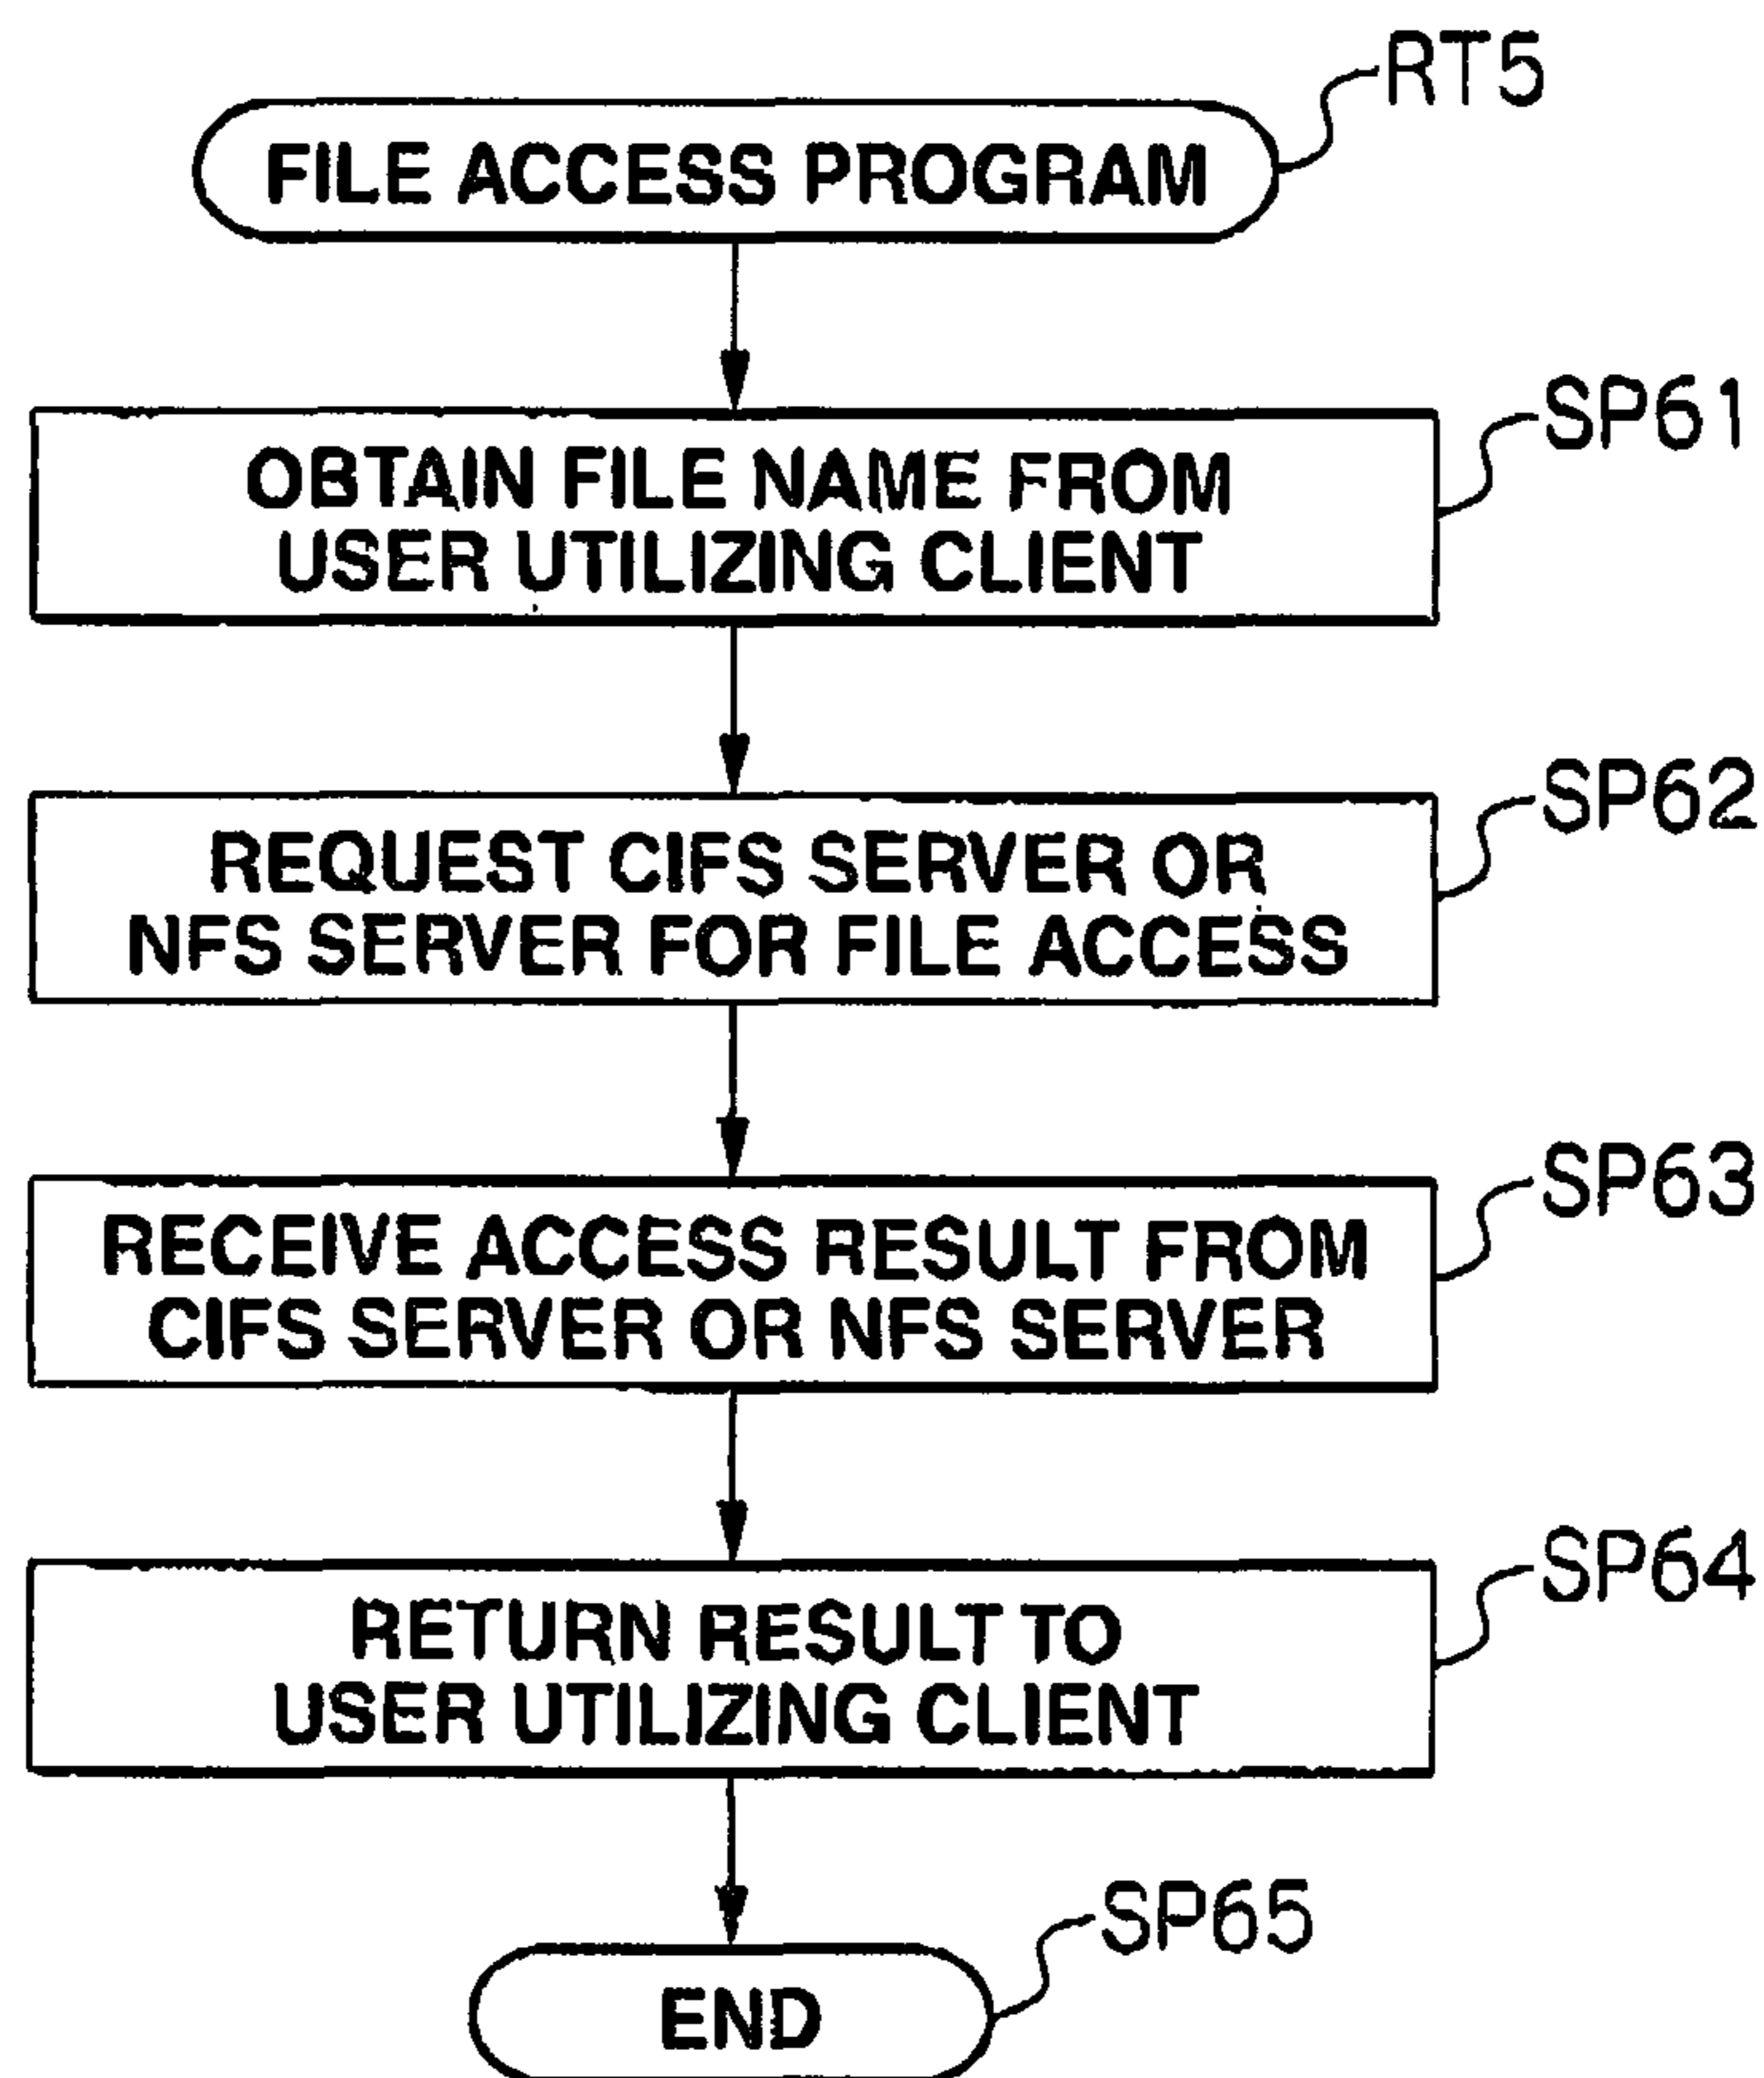 RT5
FILE ACCESS PROGRAM
SP61
OBTAIN FILE NAME FROM
USER UTILIZING CLIENT
SP62
REQUEST CIFS SERVER OR
NFS SERVER FOR FILE ACCESS
SP63
RECEIVE ACCESS RESULT FROM
CIFS SERVER OR NFS SERVER
SP64
RETURN RESULT TO
USER UTILIZING CLIENT
SP65
END